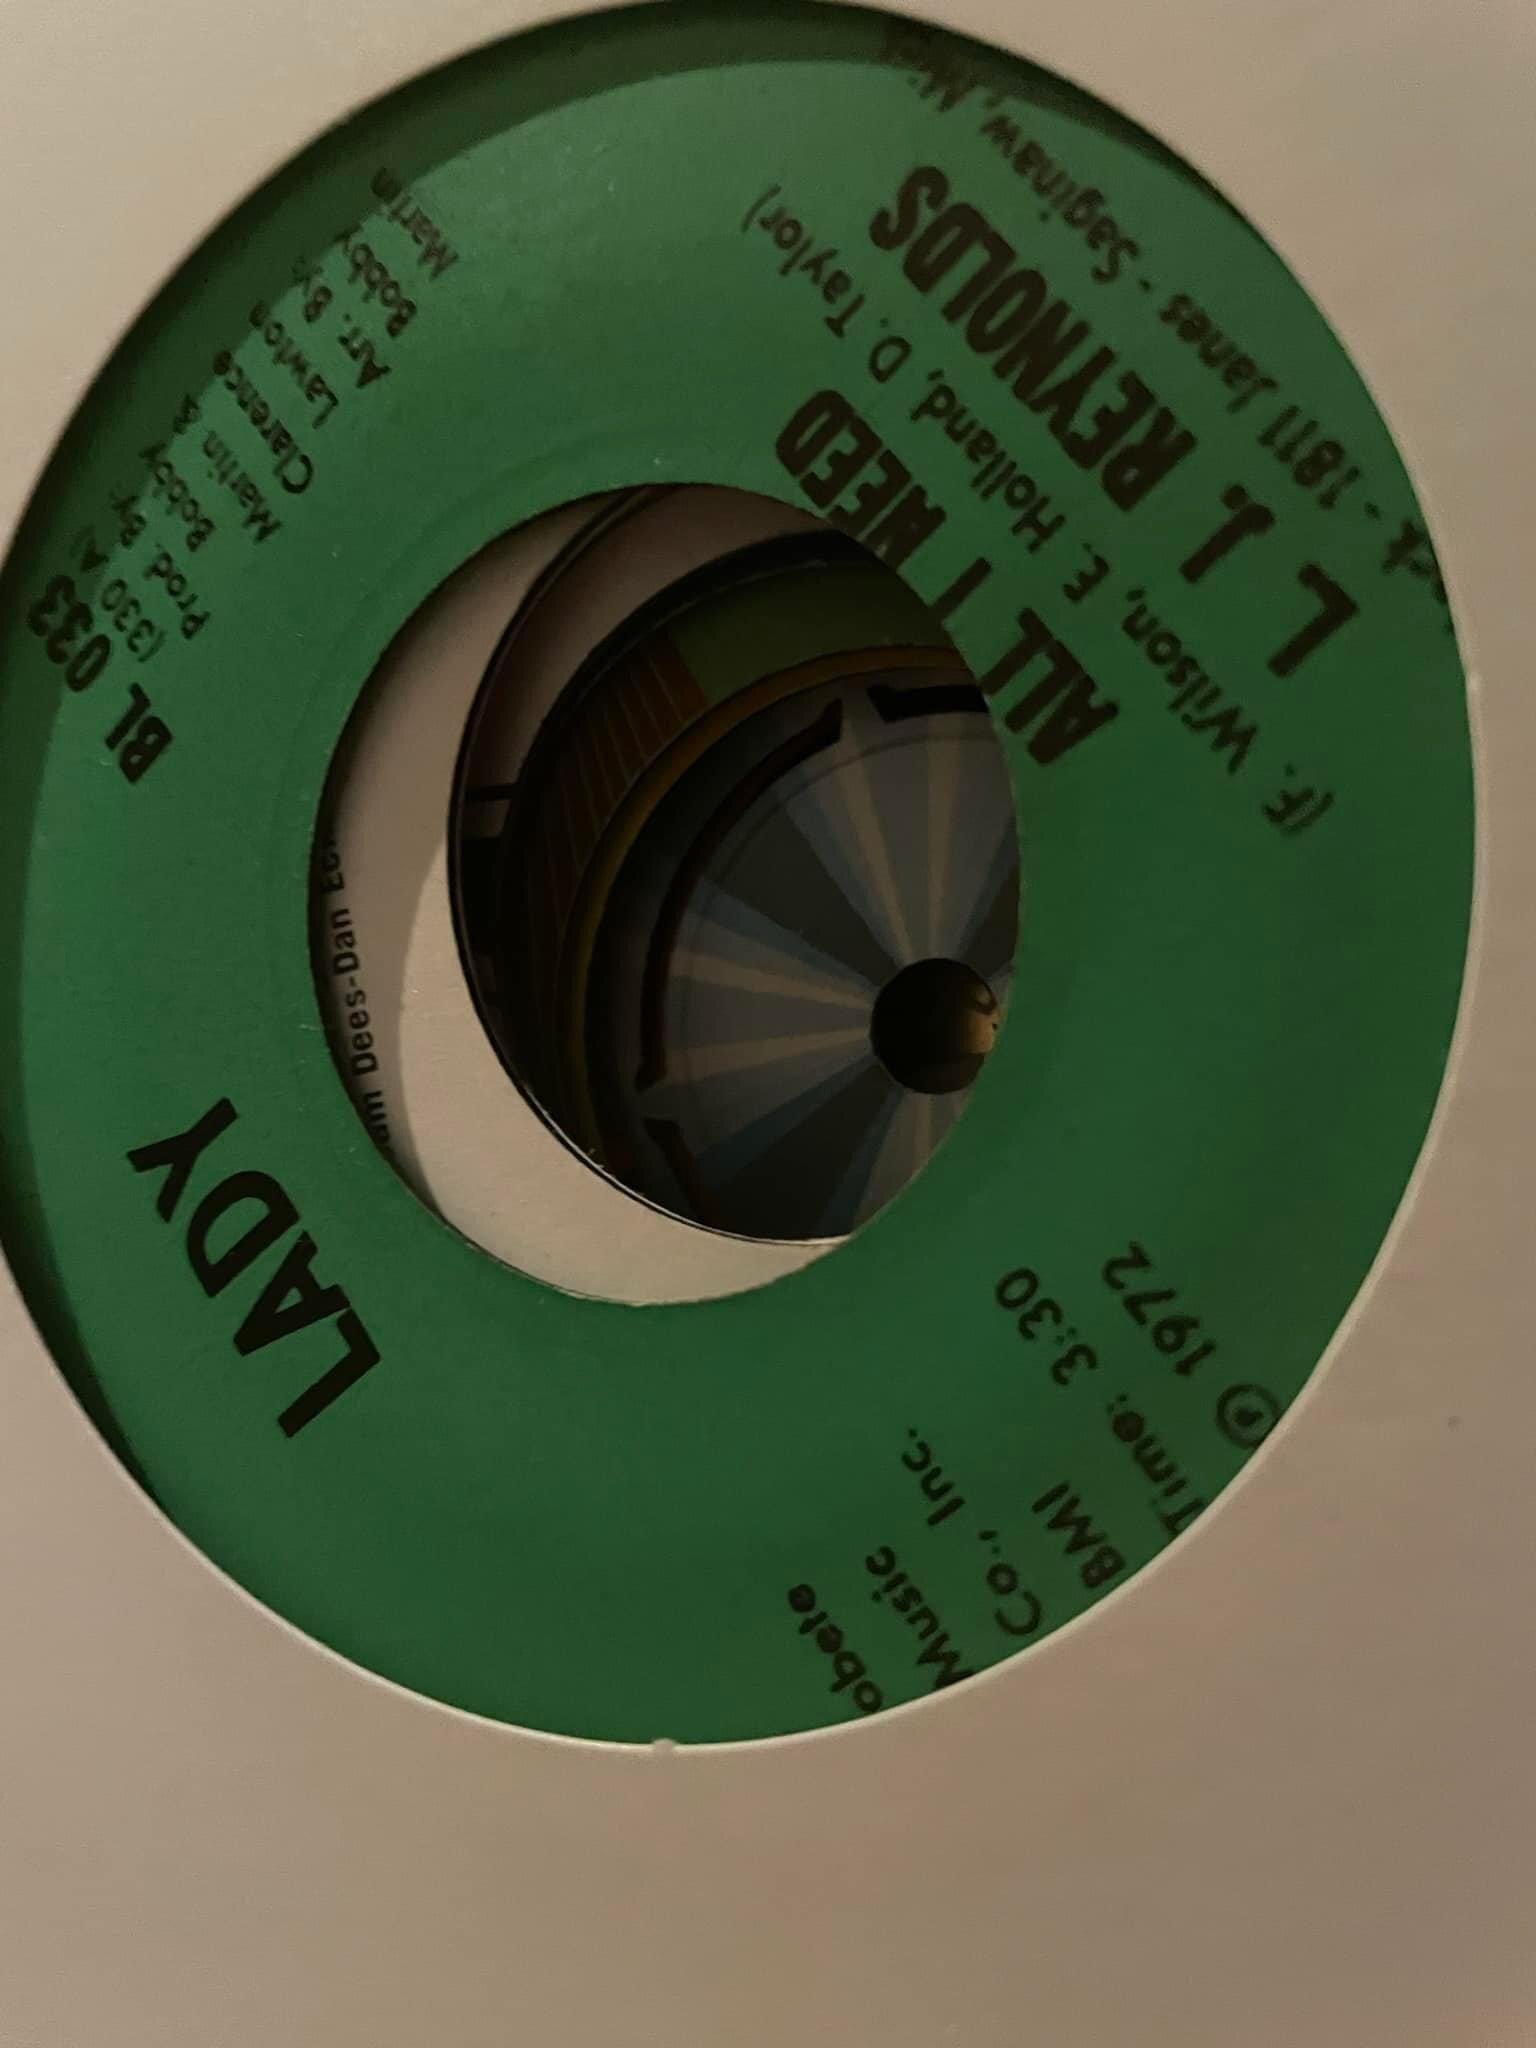 LADY
BL 033
(330 A)
Prod. By:
Bobby
Martin &
Clarence
Lawton
Arr. By:
Bobby
Martin
obete
Music
Co., Inc.
BMI
Time: 3:30
℗ 1972
ALL I NEED
(F. Wilson, E. Holland, D. Taylor)
L. J. REYNOLDS
- 1811 Janes - Saginaw,
Dees-Dan